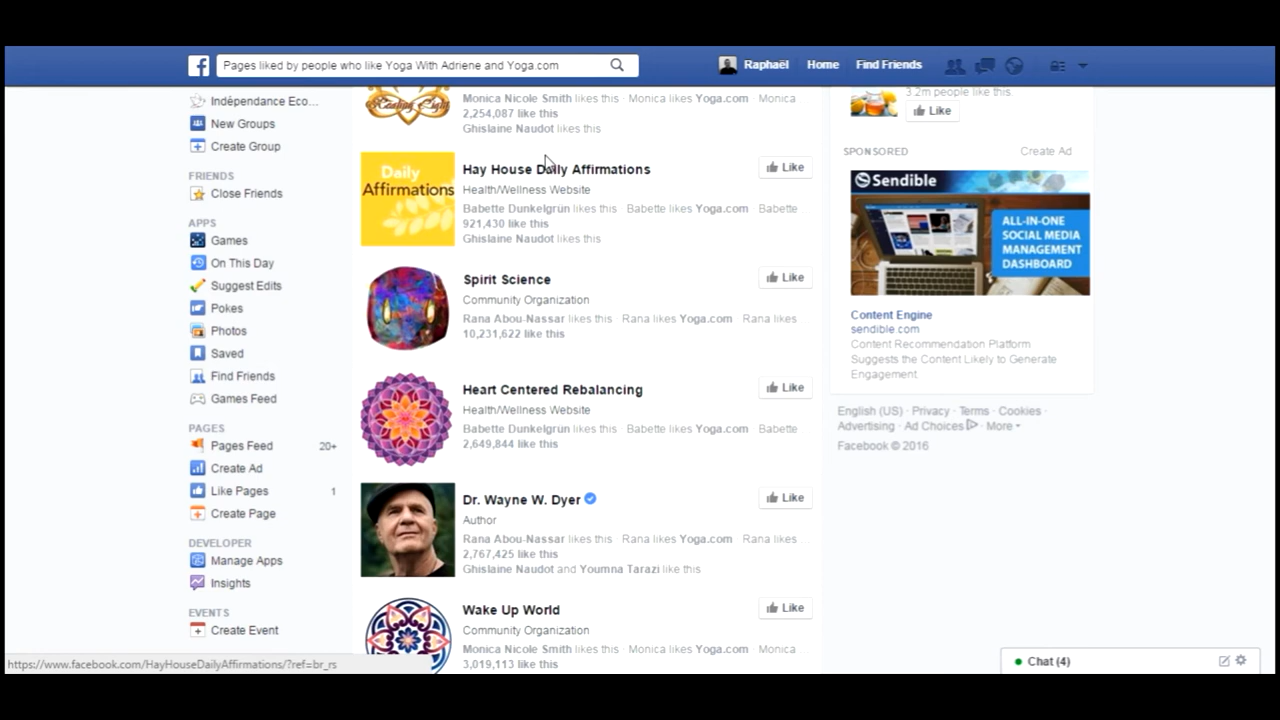 Pages liked by people who like Yoga With Adriene and Yoga.com
Raphaël
Home
Find Friends
Indépendance Eco...
New Groups
Create Group
FRIENDS
Close Friends
APPS
Games
On This Day
Suggest Edits
Pokes
Photos
Saved
Find Friends
Games Feed
PAGES
Pages Feed 20+
Create Ad
Like Pages 1
Create Page
DEVELOPER
Manage Apps
Insights
EVENTS
Create Event
https://www.facebook.com/HayHouseDailyAffirmations/?ref=br_rs
Monica Nicole Smith likes this · Monica likes Yoga.com · Monica
2,254,087 like this
Ghislaine Naudot likes this
Daily
Affirmations
Hay House Daily Affirmations
Like
Health/Wellness Website
Babette Dunkelgrün likes this · Babette likes Yoga.com · Babette
921,430 like this
Ghislaine Naudot likes this
Spirit Science
Like
Community Organization
Rana Abou-Nassar likes this · Rana likes Yoga.com · Rana likes
10,231,622 like this
Heart Centered Rebalancing
Like
Health/Wellness Website
Babette Dunkelgrün likes this · Babette likes Yoga.com · Babette
2,649,844 like this
Dr. Wayne W. Dyer
Like
Author
Rana Abou-Nassar likes this · Rana likes Yoga.com · Rana likes ...
2,767,425 like this
Ghislaine Naudot and Youmna Tarazi like this
Wake Up World
Like
Community Organization
Monica Nicole Smith likes this · Monica likes Yoga.com · Monica ...
3,019,113 like this
3.2m people like this.
Like
SPONSORED
Create Ad
Sendible
ALL-IN-ONE
SOCIAL MEDIA
MANAGEMENT
DASHBOARD
Content Engine
sendible.com
Content Recommendation Platform
Suggests the Content Likely to Generate
Engagement.
English (US) · Privacy · Terms · Cookies ·
Advertising · Ad Choices · More
Facebook © 2016
Chat (4)